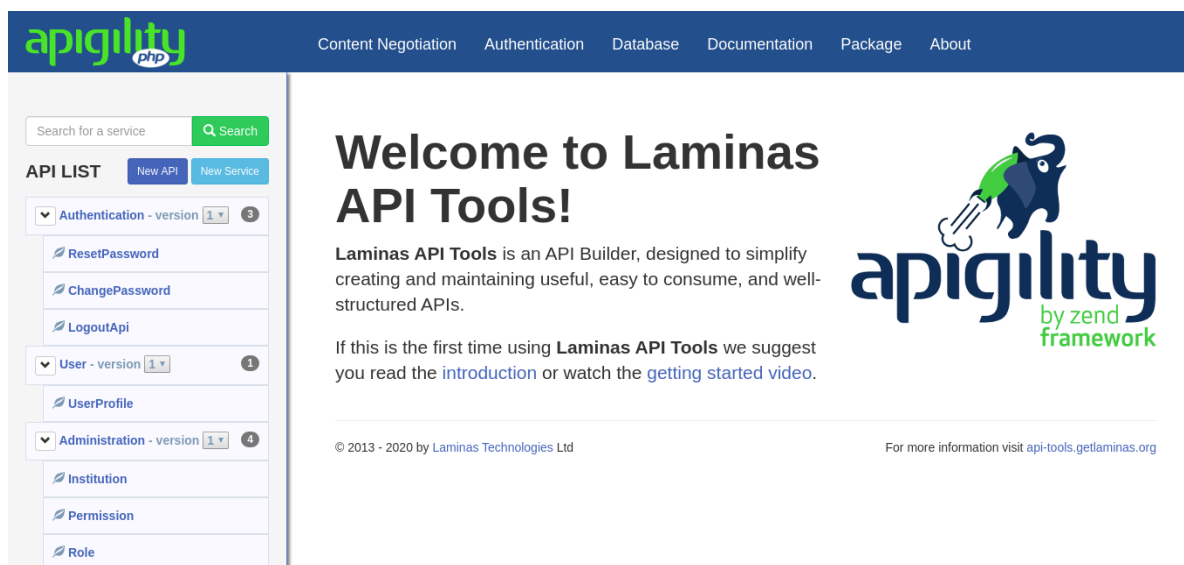 apigility
php
Content Negotiation Authentication Database Documentation Package About
Search for a service Search
API LIST New API New Service
Authentication - version 1 3
ResetPassword
ChangePassword
LogoutApi
User - version 1 1
UserProfile
Administration - version 1 4
Institution
Permission
Role
Welcome to Laminas
API Tools!
Laminas API Tools is an API Builder, designed to simplify
creating and maintaining useful, easy to consume, and well-
structured APIs.
If this is the first time using Laminas API Tools we suggest
you read the introduction or watch the getting started video.
apigility
by zend
framework
© 2013 - 2020 by Laminas Technologies Ltd
For more information visit api-tools.getlaminas.org